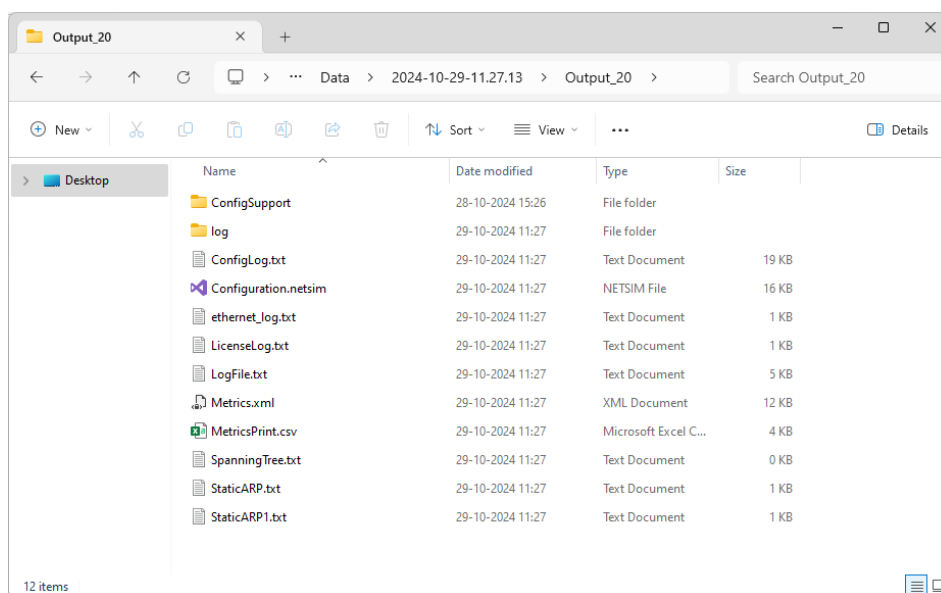 Output_20
··· Data 2024-10-29-11.27.13 Output_20 Search Output_20
New Sort View ··· Details
Desktop
Name Date modified Type Size
ConfigSupport 28-10-2024 15:26 File folder
log 29-10-2024 11:27 File folder
ConfigLog.txt 29-10-2024 11:27 Text Document 19 KB
Configuration.netsim 29-10-2024 11:27 NETSIM File 16 KB
ethernet_log.txt 29-10-2024 11:27 Text Document 1 KB
LicenseLog.txt 29-10-2024 11:27 Text Document 1 KB
LogFile.txt 29-10-2024 11:27 Text Document 5 KB
Metrics.xml 29-10-2024 11:27 XML Document 12 KB
MetricsPrint.csv 29-10-2024 11:27 Microsoft Excel C... 4 KB
SpanningTree.txt 29-10-2024 11:27 Text Document 0 KB
StaticARP.txt 29-10-2024 11:27 Text Document 1 KB
StaticARP1.txt 29-10-2024 11:27 Text Document 1 KB
12 items